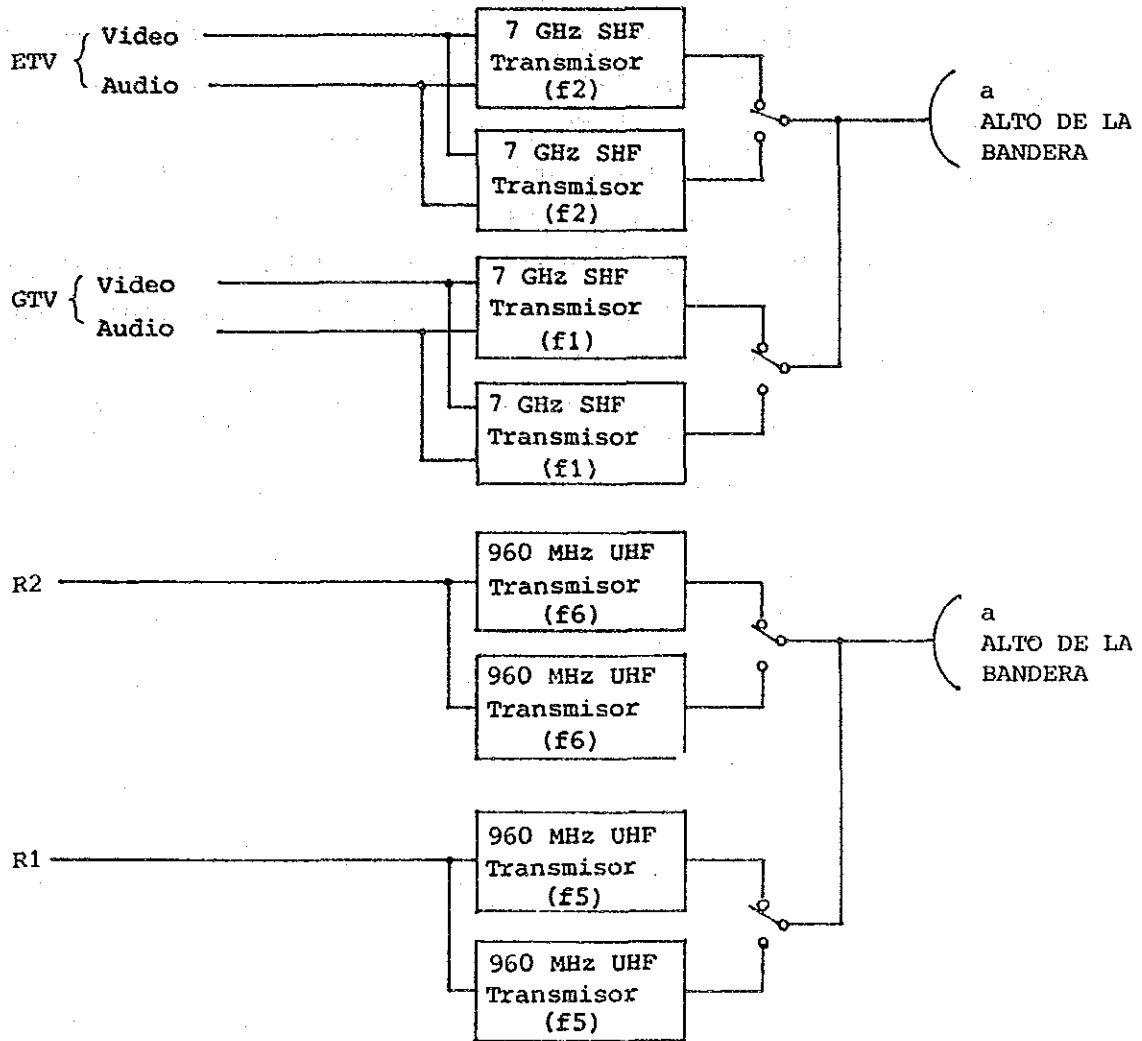 ETV
Video
Audio
7 GHz SHF
Transmisor
(f2)
7 GHz SHF
Transmisor
(f2)
a
ALTO DE LA
BANDERA
GTV
Video
Audio
7 GHz SHF
Transmisor
(f1)
7 GHz SHF
Transmisor
(f1)
R2
960 MHz UHF
Transmisor
(f6)
960 MHz UHF
Transmisor
(f6)
a
ALTO DE LA
BANDERA
R1
960 MHz UHF
Transmisor
(f5)
960 MHz UHF
Transmisor
(f5)